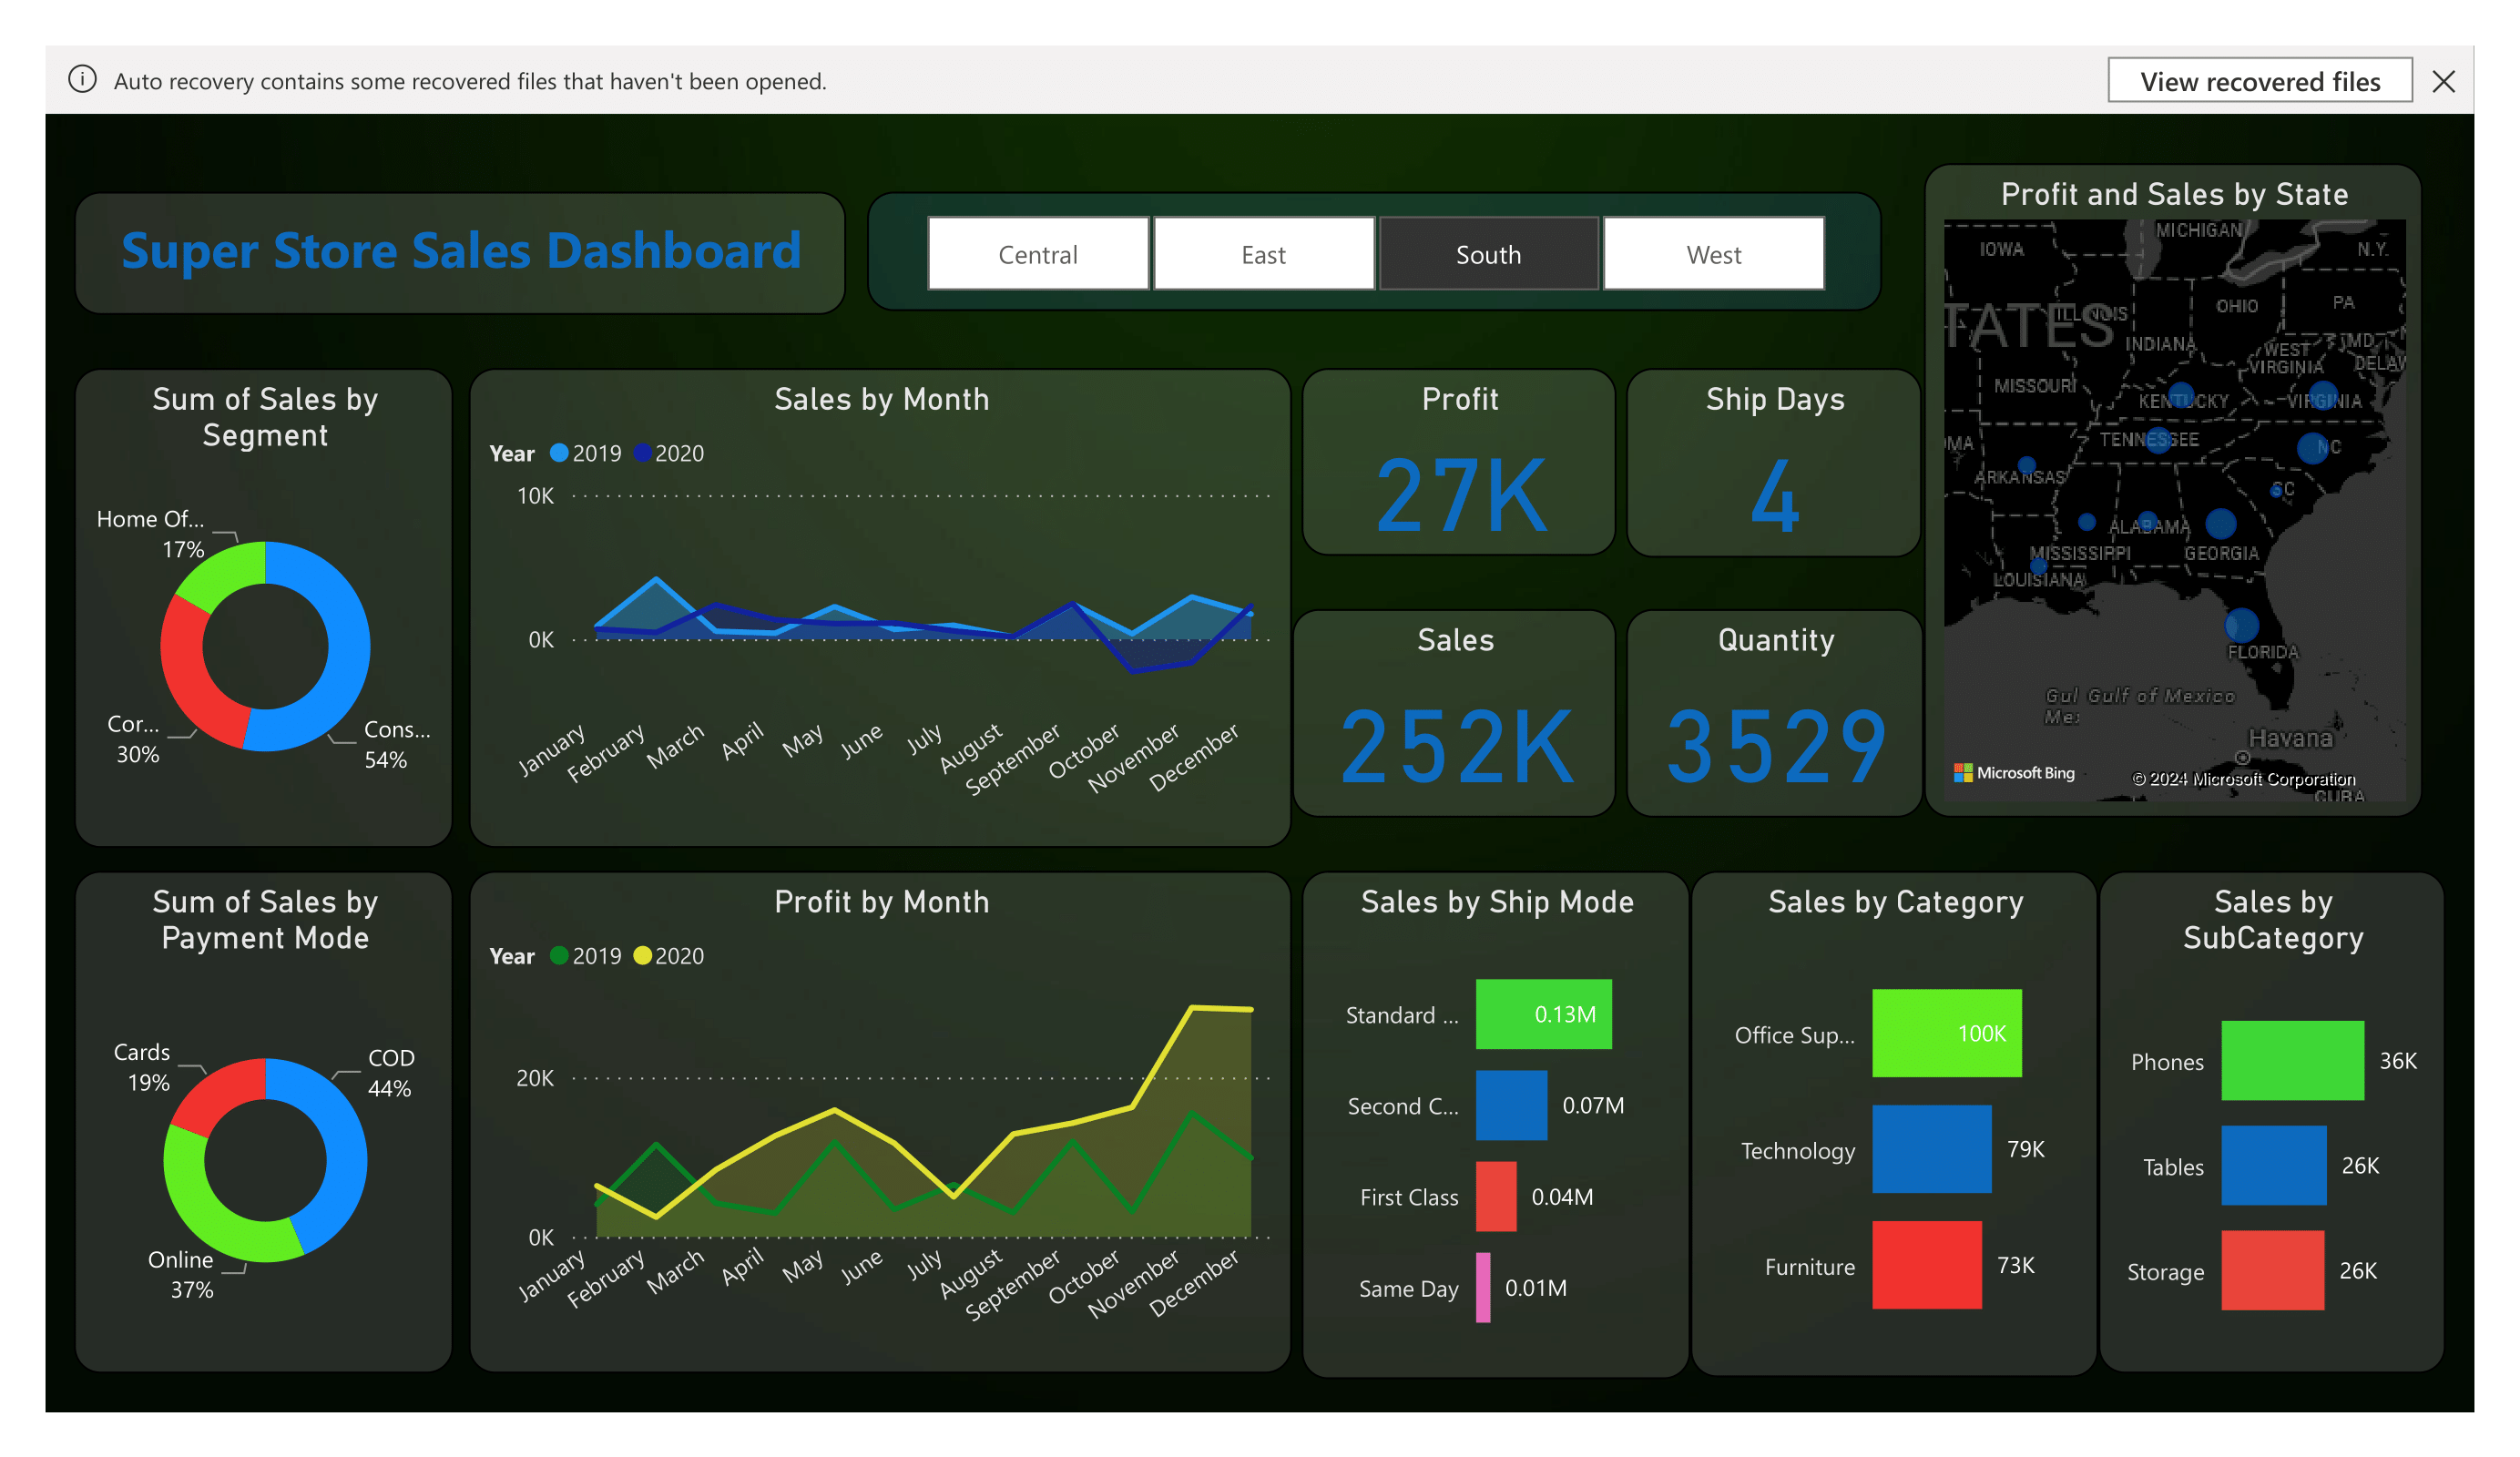 Auto recovery contains some recovered files that haven't been opened.
View recovered files
Super Store Sales Dashboard
Central
East
South
West
Profit and Sales by State
MICHIGAN
IOWA
N.Y.
OHIO
PA
ILLINOIS
TATES
INDIANA
MD.
WEST
VIRGINIA
DELAW
MISSOURI
KENTUCKY
VIRGINIA
TENNESSEE
NC
MA
ARKANSAS
SC
ALABAMA
MISSISSIPPI
GEORGIA
LOUISIANA
FLORIDA
Gul Gulf of Mexico
Me
Havana
Microsoft Bing
© 2024 Microsoft Corporation
CUBA
Sum of Sales by
Segment
Home Of...
17%
Cor...
30%
Cons...
54%
Sales by Month
Year 2019 2020
10K
0K
January
February
March
April
May
June
July
August
September
October
November
December
Profit
27K
Ship Days
4
Sales
252K
Quantity
3529
Sum of Sales by
Payment Mode
Cards
19%
COD
44%
Online
37%
Profit by Month
Year 2019 2020
20K
0K
January
February
March
April
May
June
July
August
September
October
November
December
Sales by Ship Mode
Standard ...
0.13M
Second C...
0.07M
First Class
0.04M
Same Day
0.01M
Sales by Category
Office Sup...
100K
Technology
79K
Furniture
73K
Sales by
SubCategory
Phones
36K
Tables
26K
Storage
26K